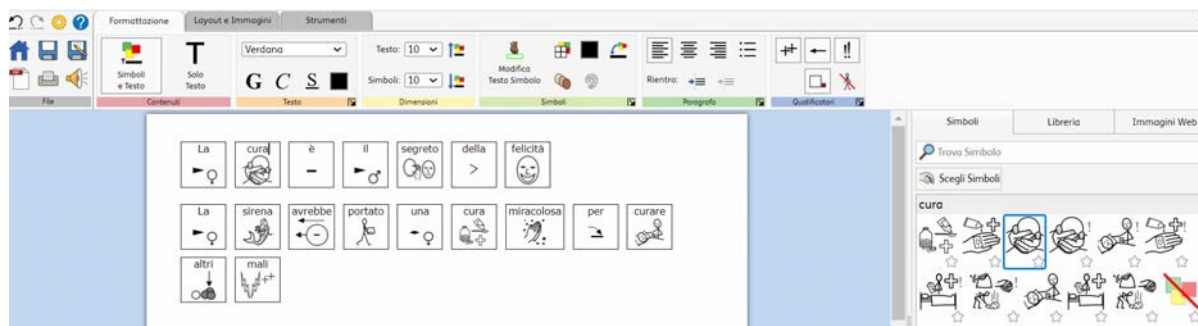 Formattazione Layout e Immagini Strumenti
Simboli e Testo
Solo Testo
Verdana
G C S
Testo: 10
Simboli: 10
Modifica Testo Simbolo
Rientro:
File Contenuti Testo Dimensioni Simboli Paragrafo Qualificatori
La cura è il segreto della felicità
La sirena avrebbe portato una cura miracolosa per curare
altri mali
Simboli Libreria Immagini Web
Trova Simbolo
Scegli Simboli
cura